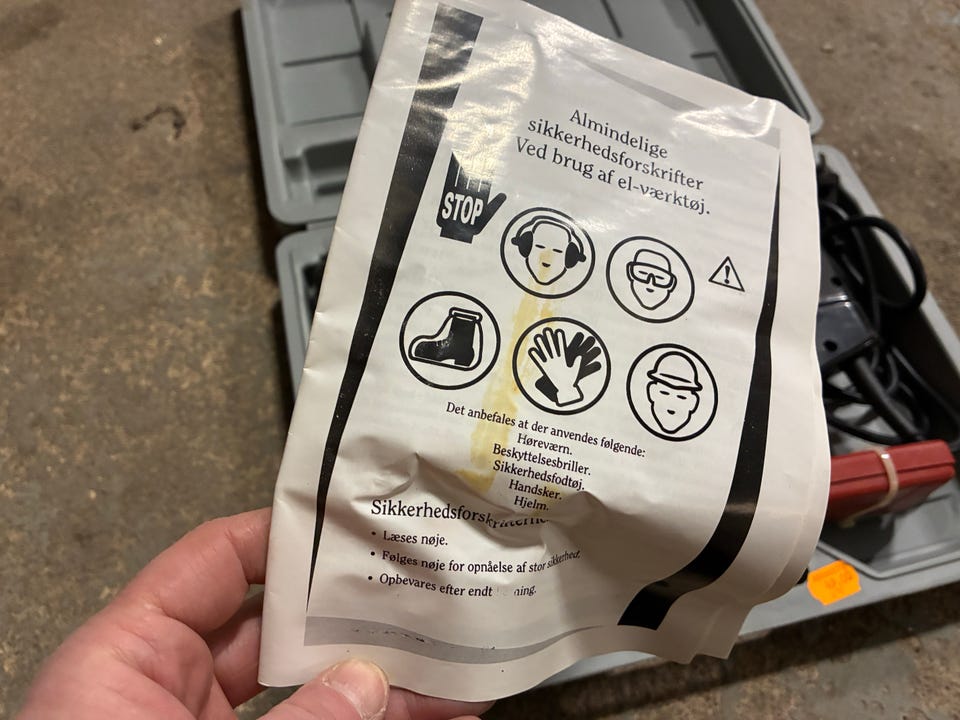 Almindelige
sikkerhedsforskrifter
Ved brug af el-værktøj.
STOP
Det anbefales at der anvendes følgende:
Høreværn.
Beskyttelsesbriller.
Sikkerhedsfodtøj.
Handsker.
Hjelm.
Sikkerhedsforskrifterne
• Læses nøje.
• Følges nøje for opnåelse af stor sikkerhed.
• Opbevares efter endt